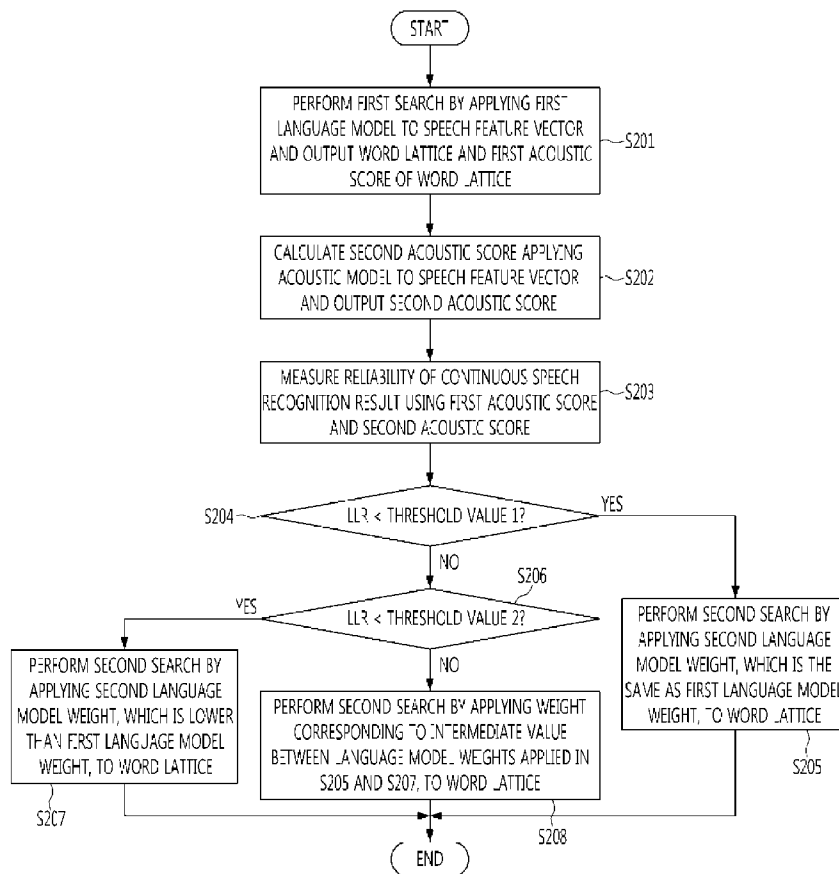 START
PERFORM FIRST SEARCH BY APPLYING FIRST
LANGUAGE MODEL TO SPEECH FEATURE VECTOR
AND OUTPUT WORD LATTICE AND FIRST ACOUSTIC
SCORE OF WORD LATTICE
S201
CALCULATE SECOND ACOUSTIC SCORE APPLYING
ACOUSTIC MODEL TO SPEECH FEATURE VECTOR
AND OUTPUT SECOND ACOUSTIC SCORE
S202
MEASURE RELIABILITY OF CONTINUOUS SPEECH
RECOGNITION RESULT USING FIRST ACOUSTIC SCORE
AND SECOND ACOUSTIC SCORE
S203
S204
LLR < THRESHOLD VALUE 1?
YES
NO
S206
YES
LLR < THRESHOLD VALUE 2?
NO
PERFORM SECOND SEARCH BY
APPLYING SECOND LANGUAGE
MODEL WEIGHT, WHICH IS THE
SAME AS FIRST LANGUAGE MODEL
WEIGHT, TO WORD LATTICE
S205
PERFORM SECOND SEARCH BY
APPLYING SECOND LANGUAGE
MODEL WEIGHT, WHICH IS LOWER
THAN FIRST LANGUAGE MODEL
WEIGHT, TO WORD LATTICE
S207
PERFORM SECOND SEARCH BY APPLYING WEIGHT
CORRESPONDING TO INTERMEDIATE VALUE
BETWEEN LANGUAGE MODEL WEIGHTS APPLIED IN
S205 AND S207, TO WORD LATTICE
S208
END